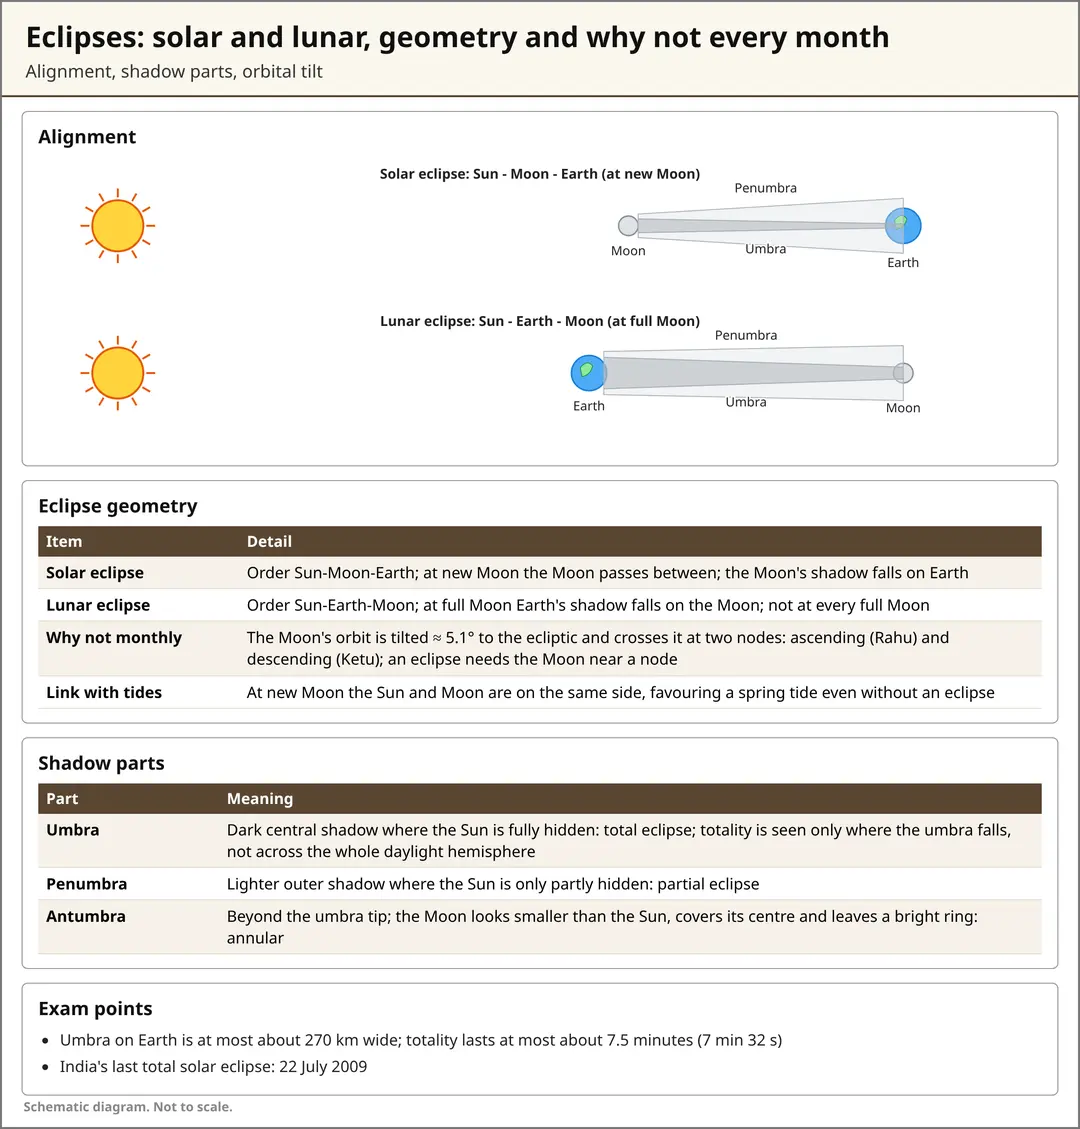 Eclipses: solar and lunar, geometry and why not every month
Alignment, shadow parts, orbital tilt
Alignment
Solar eclipse: Sun - Moon - Earth (at new Moon)
Penumbra
Moon
Umbra
Earth
Lunar eclipse: Sun - Earth - Moon (at full Moon)
Penumbra
Earth
Umbra
Moon
Eclipse geometry
Item Detail
Solar eclipse Order Sun-Moon-Earth; at new Moon the Moon passes between; the Moon's shadow falls on Earth
Lunar eclipse Order Sun-Earth-Moon; at full Moon Earth's shadow falls on the Moon; not at every full Moon
Why not monthly The Moon's orbit is tilted ≈ 5.1° to the ecliptic and crosses it at two nodes: ascending (Rahu) and
descending (Ketu); an eclipse needs the Moon near a node
Link with tides At new Moon the Sun and Moon are on the same side, favouring a spring tide even without an eclipse
Shadow parts
Part Meaning
Umbra Dark central shadow where the Sun is fully hidden: total eclipse; totality is seen only where the umbra falls,
not across the whole daylight hemisphere
Penumbra Lighter outer shadow where the Sun is only partly hidden: partial eclipse
Antumbra Beyond the umbra tip; the Moon looks smaller than the Sun, covers its centre and leaves a bright ring:
annular
Exam points
• Umbra on Earth is at most about 270 km wide; totality lasts at most about 7.5 minutes (7 min 32 s)
• India's last total solar eclipse: 22 July 2009
Schematic diagram. Not to scale.